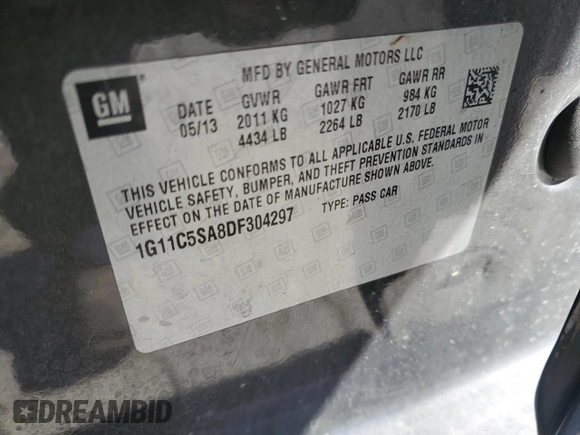 GM
MFD BY GENERAL MOTORS LLC
DATE GVWR GAWR FRT GAWR RR
05/13 2011 KG 1027 KG 984 KG
4434 LB 2264 LB 2170 LB
THIS VEHICLE CONFORMS TO ALL APPLICABLE U.S. FEDERAL MOTOR
VEHICLE SAFETY, BUMPER, AND THEFT PREVENTION STANDARDS IN
EFFECT ON THE DATE OF MANUFACTURE SHOWN ABOVE.
1G11C5SA8DF304297 TYPE: PASS CAR
DREAMBID